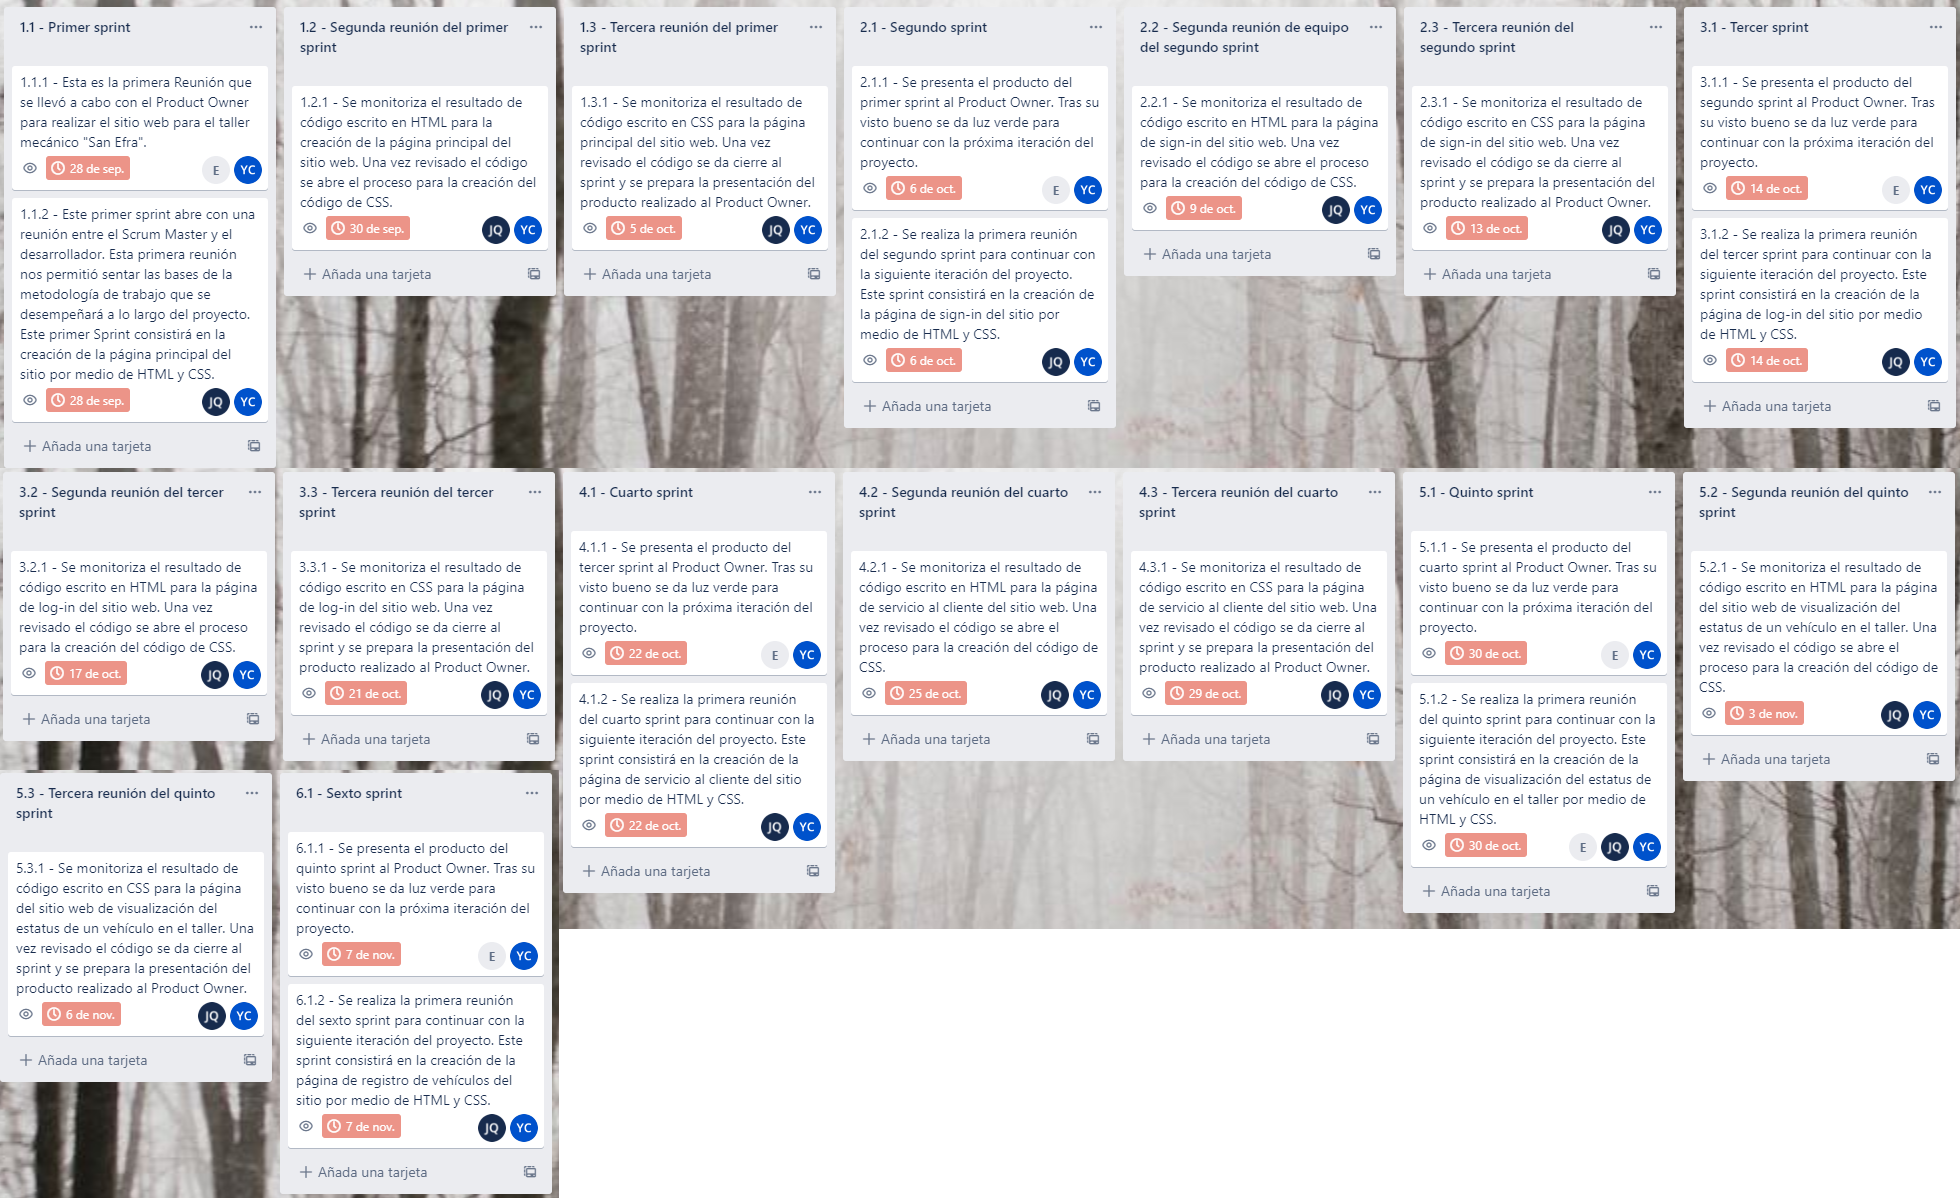 1.1 - Primer sprint
1.1.1 - Esta es la primera Reunión que
se llevó a cabo con el Product Owner
para realizar el sitio web para el taller
mecánico "San Efra".
28 de sep.
E
YC
1.1.2 - Este primer sprint abre con una
reunión entre el Scrum Master y el
desarrollador. Esta primera reunión
nos permitió sentar las bases de la
metodología de trabajo que se
desempeñará a lo largo del proyecto.
Este primer Sprint consistirá en la
creación de la página principal del
sitio por medio de HTML y CSS.
28 de sep.
JQ
YC
Añada una tarjeta
1.2 - Segunda reunión del primer
sprint
1.2.1 - Se monitoriza el resultado de
código escrito en HTML para la
creación de la página principal del
sitio web. Una vez revisado el código
se abre el proceso para la creación del
código de CSS.
30 de sep.
JQ
YC
Añada una tarjeta
1.3 - Tercera reunión del primer
sprint
1.3.1 - Se monitoriza el resultado de
código escrito en CSS para la página
principal del sitio web. Una vez
revisado el código se da cierre al
sprint y se prepara la presentación del
producto realizado al Product Owner.
5 de oct.
JQ
YC
Añada una tarjeta
2.1 - Segundo sprint
2.1.1 - Se presenta el producto del
primer sprint al Product Owner. Tras su
visto bueno se da luz verde para
continuar con la próxima iteración del
proyecto.
6 de oct.
E
YC
2.1.2 - Se realiza la primera reunión
del segundo sprint para continuar con
la siguiente iteración del proyecto.
Este sprint consistirá en la creación de
la página de sign-in del sitio por
medio de HTML y CSS.
6 de oct.
JQ
YC
Añada una tarjeta
2.2 - Segunda reunión de equipo
del segundo sprint
2.2.1 - Se monitoriza el resultado de
código escrito en HTML para la página
de sign-in del sitio web. Una vez
revisado el código se abre el proceso
para la creación del código de CSS.
9 de oct.
JQ
YC
Añada una tarjeta
2.3 - Tercera reunión del
segundo sprint
2.3.1 - Se monitoriza el resultado de
código escrito en CSS para la página
de sign-in del sitio web. Una vez
revisado el código se da cierre al
sprint y se prepara la presentación del
producto realizado al Product Owner.
13 de oct.
JQ
YC
Añada una tarjeta
3.1 - Tercer sprint
3.1.1 - Se presenta el producto del
segundo sprint al Product Owner. Tras
su visto bueno se da luz verde para
continuar con la próxima iteración del
proyecto.
14 de oct.
E
YC
3.1.2 - Se realiza la primera reunión
del tercer sprint para continuar con la
siguiente iteración del proyecto. Este
sprint consistirá en la creación de la
página de log-in del sitio por medio
de HTML y CSS.
14 de oct.
JQ
YC
Añada una tarjeta
3.2 - Segunda reunión del tercer
sprint
3.2.1 - Se monitoriza el resultado de
código escrito en HTML para la página
de log-in del sitio web. Una vez
revisado el código se abre el proceso
para la creación del código de CSS.
17 de oct.
JQ
YC
Añada una tarjeta
3.3 - Tercera reunión del tercer
sprint
3.3.1 - Se monitoriza el resultado de
código escrito en CSS para la página
de log-in del sitio web. Una vez
revisado el código se da cierre al
sprint y se prepara la presentación del
producto realizado al Product Owner.
21 de oct.
JQ
YC
Añada una tarjeta
4.1 - Cuarto sprint
4.1.1 - Se presenta el producto del
tercer sprint al Product Owner. Tras su
visto bueno se da luz verde para
continuar con la próxima iteración del
proyecto.
22 de oct.
E
YC
4.1.2 - Se realiza la primera reunión
del cuarto sprint para continuar con la
siguiente iteración del proyecto. Este
sprint consistirá en la creación de la
página de servicio al cliente del sitio
por medio de HTML y CSS.
22 de oct.
JQ
YC
Añada una tarjeta
4.2 - Segunda reunión del cuarto
sprint
4.2.1 - Se monitoriza el resultado de
código escrito en HTML para la página
de servicio al cliente del sitio web. Una
vez revisado el código se abre el
proceso para la creación del código de
CSS.
25 de oct.
JQ
YC
Añada una tarjeta
4.3 - Tercera reunión del cuarto
sprint
4.3.1 - Se monitoriza el resultado de
código escrito en CSS para la página
de servicio al cliente del sitio web. Una
vez revisado el código se da cierre al
sprint y se prepara la presentación del
producto realizado al Product Owner.
29 de oct.
JQ
YC
Añada una tarjeta
5.1 - Quinto sprint
5.1.1 - Se presenta el producto del
cuarto sprint al Product Owner. Tras su
visto bueno se da luz verde para
continuar con la próxima iteración del
proyecto.
30 de oct.
E
YC
5.1.2 - Se realiza la primera reunión
del quinto sprint para continuar con la
siguiente iteración del proyecto. Este
sprint consistirá en la creación de la
página de visualización del estatus de
un vehículo en el taller por medio de
HTML y CSS.
30 de oct.
E
JQ
YC
Añada una tarjeta
5.2 - Segunda reunión del quinto
sprint
5.2.1 - Se monitoriza el resultado de
código escrito en HTML para la página
del sitio web de visualización del
estatus de un vehículo en el taller. Una
vez revisado el código se abre el
proceso para la creación del código de
CSS.
3 de nov.
JQ
YC
Añada una tarjeta
5.3 - Tercera reunión del quinto
sprint
5.3.1 - Se monitoriza el resultado de
código escrito en CSS para la página
del sitio web de visualización del
estatus de un vehículo en el taller. Una
vez revisado el código se da cierre al
sprint y se prepara la presentación del
producto realizado al Product Owner.
6 de nov.
JQ
YC
Añada una tarjeta
6.1 - Sexto sprint
6.1.1 - Se presenta el producto del
quinto sprint al Product Owner. Tras su
visto bueno se da luz verde para
continuar con la próxima iteración del
proyecto.
7 de nov.
E
YC
6.1.2 - Se realiza la primera reunión
del sexto sprint para continuar con la
siguiente iteración del proyecto. Este
sprint consistirá en la creación de la
página de registro de vehículos del
sitio por medio de HTML y CSS.
7 de nov.
JQ
YC
Añada una tarjeta